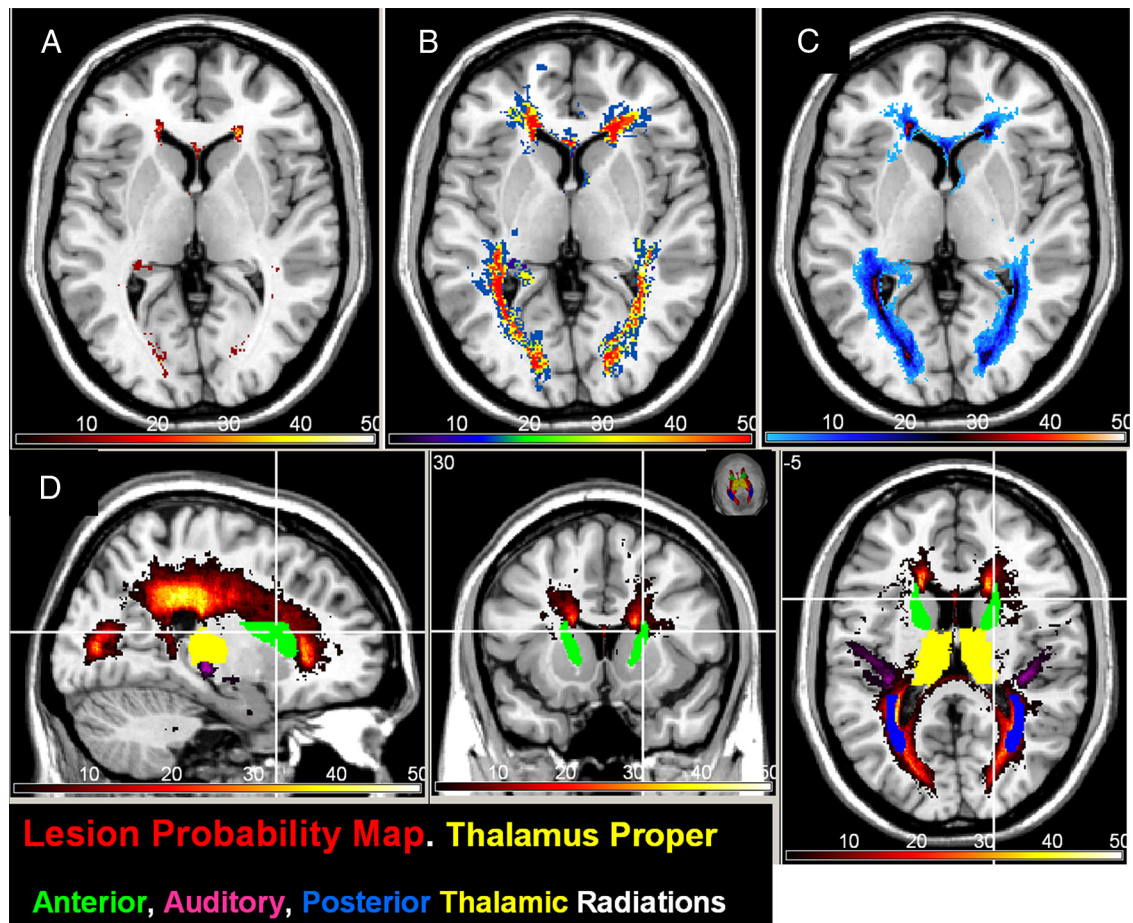 A
B
C
10 20 30 40 50
10 20 30 40 50
10 20 30 40 50
D
30
-5
10 20 30 40 50
10 20 30 40 50
10 20 30 40 50
Lesion Probability Map. Thalamus Proper
Anterior, Auditory, Posterior Thalamic Radiations